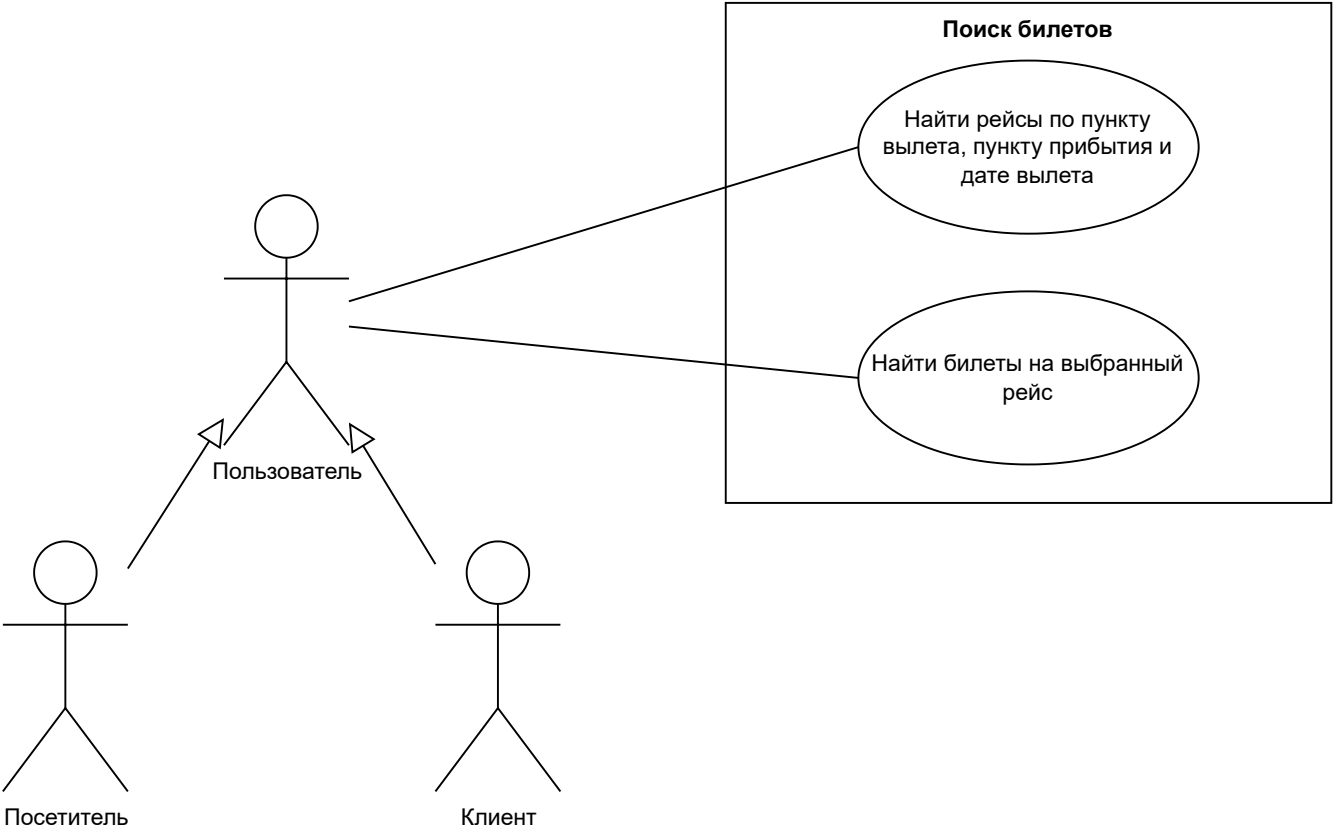 Поиск билетов
Найти рейсы по пункту
вылета, пункту прибытия и
дате вылета
Найти билеты на выбранный
рейс
Пользователь
Посетитель
Клиент